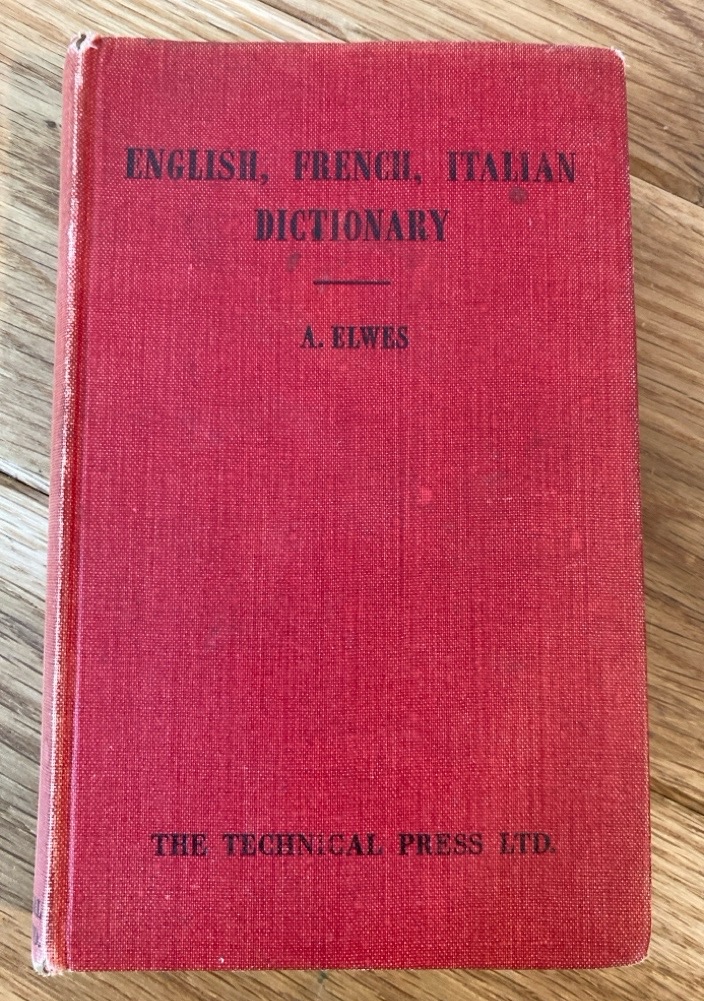 ENGLISH, FRENCH, ITALIAN
DICTIONARY
A. ELWES
THE TECHNICAL PRESS LTD.